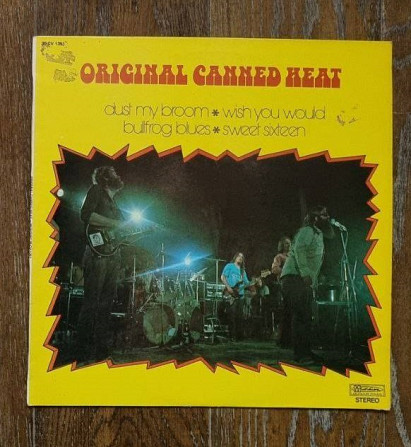 ORIGINAL CANNED HEAT
dust my broom * wish you would
bullfrog blues * sweet sixteen
STEREO